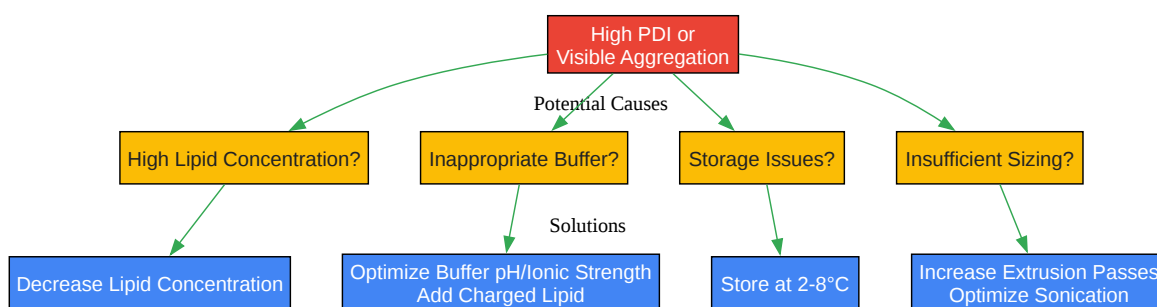 High PDI or
Visible Aggregation
Potential Causes
High Lipid Concentration?
Inappropriate Buffer?
Storage Issues?
Insufficient Sizing?
Solutions
Decrease Lipid Concentration
Optimize Buffer pH/Ionic Strength
Add Charged Lipid
Store at 2-8°C
Increase Extrusion Passes
Optimize Sonication